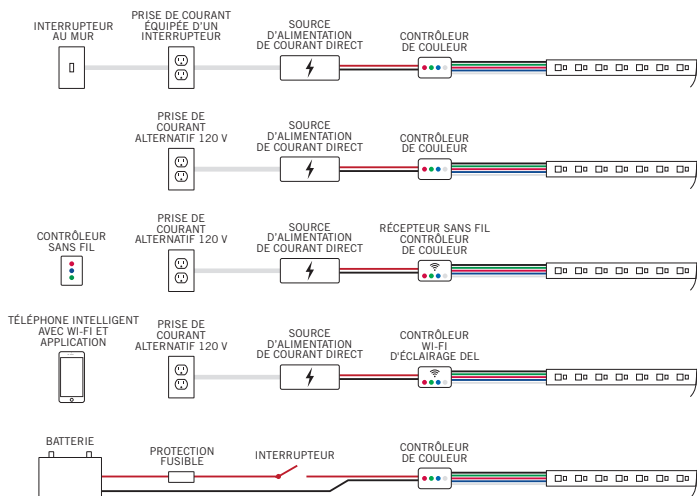 INTERRUPTEUR
AU MUR
PRISE DE COURANT
ÉQUIPÉE D'UN
INTERRUPTEUR
SOURCE
D'ALIMENTATION
DE COURANT DIRECT
CONTRÔLEUR
DE COULEUR
PRISE DE
COURANT
ALTERNATIF 120 V
SOURCE
D'ALIMENTATION
DE COURANT DIRECT
CONTRÔLEUR
DE COULEUR
CONTRÔLEUR
SANS FIL
PRISE DE
COURANT
ALTERNATIF 120 V
SOURCE
D'ALIMENTATION
DE COURANT DIRECT
RÉCEPTEUR SANS FIL
CONTRÔLEUR
DE COULEUR
TÉLÉPHONE INTELLIGENT
AVEC WI-FI ET
APPLICATION
PRISE DE
COURANT
ALTERNATIF 120 V
SOURCE
D'ALIMENTATION
DE COURANT DIRECT
CONTRÔLEUR
WI-FI
D'ÉCLAIRAGE DEL
BATTERIE
PROTECTION
FUSIBLE
INTERRUPTEUR
CONTRÔLEUR
DE COULEUR